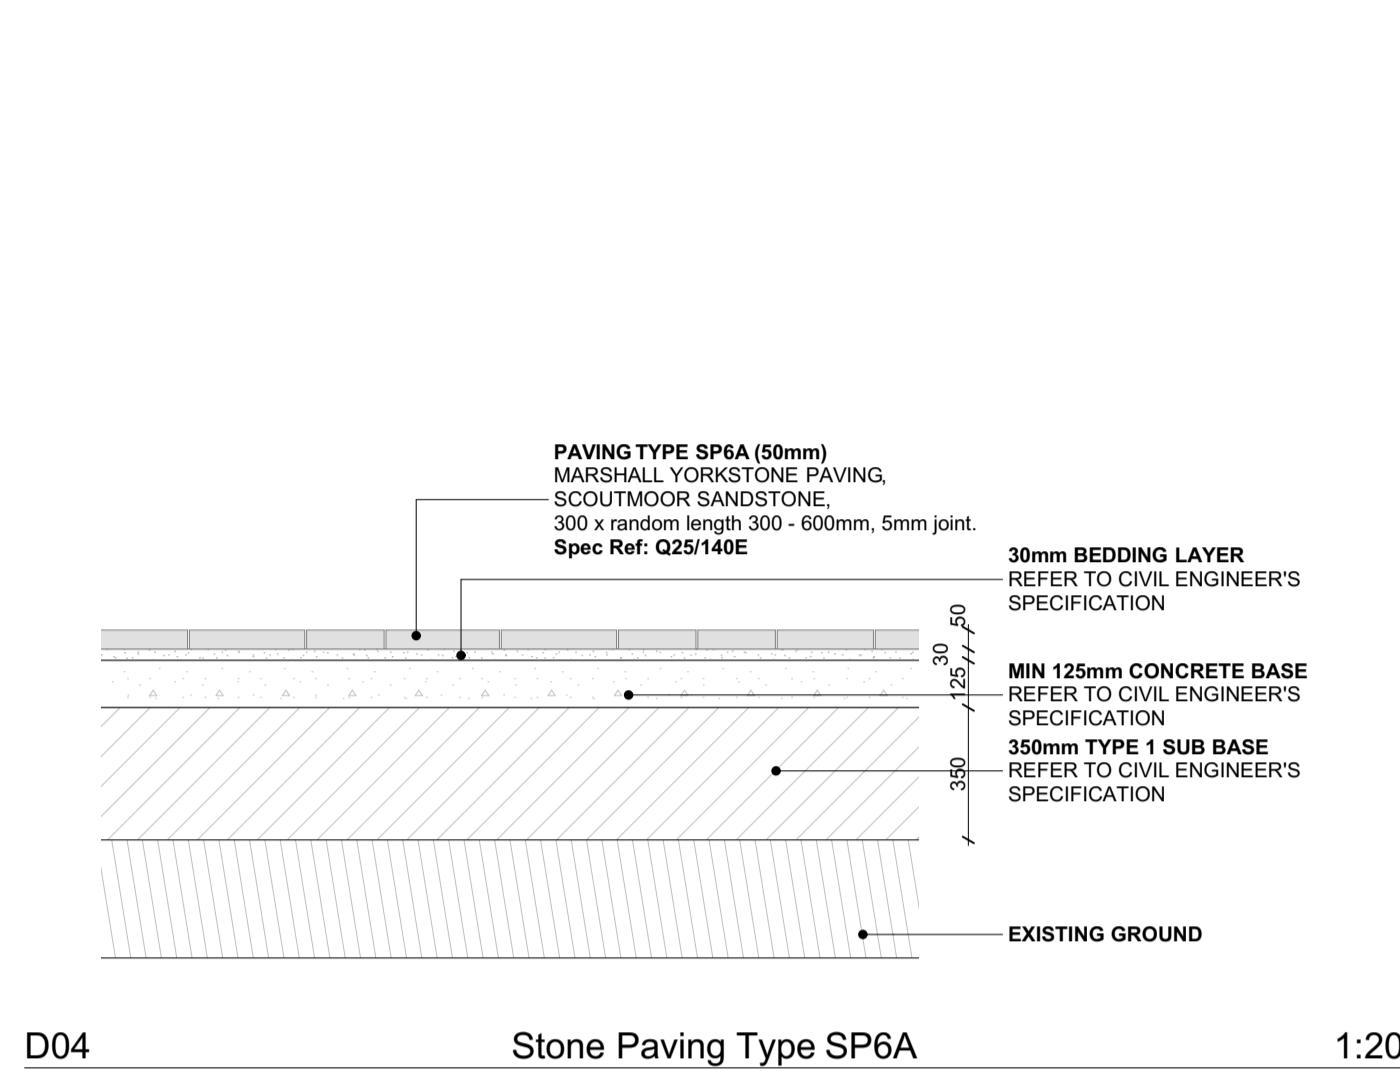 PAVING TYPE SP6A (50mm)
MARSHALL YORKSTONE PAVING,
SCOUTMOOR SANDSTONE,
300 x random length 300 - 600mm, 5mm joint.
Spec Ref: Q25/140E
30mm BEDDING LAYER
REFER TO CIVIL ENGINEER'S
SPECIFICATION
50
30
125
MIN 125mm CONCRETE BASE
REFER TO CIVIL ENGINEER'S
SPECIFICATION
350mm TYPE 1 SUB BASE
REFER TO CIVIL ENGINEER'S
SPECIFICATION
350
EXISTING GROUND
D04
Stone Paving Type SP6A
1:20